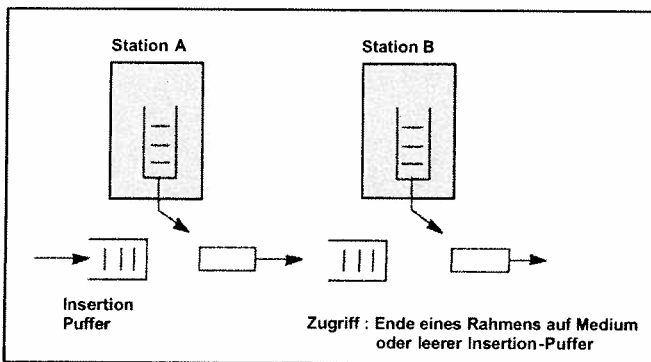 Station A
Station B
Insertion
Puffer
Zugriff : Ende eines Rahmens auf Medium
oder leerer Insertion-Puffer